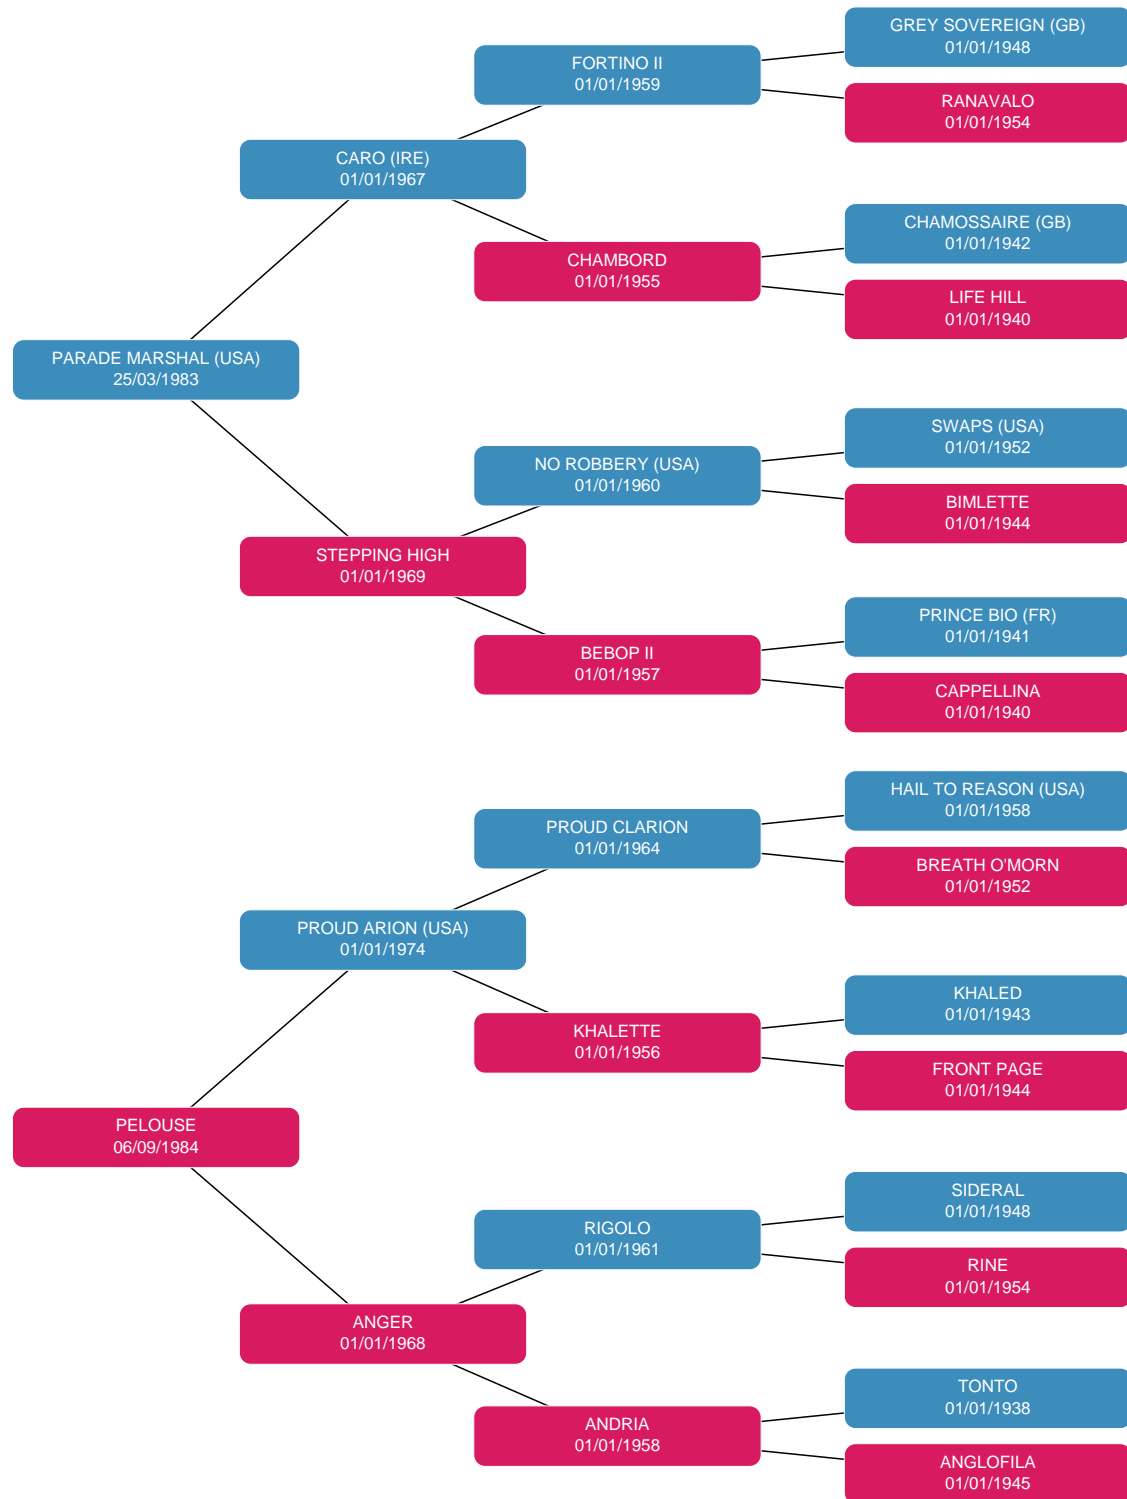 GREY SOVEREIGN (GB)
01/01/1948
FORTINO II
01/01/1959
RANAVALO
01/01/1954
CARO (IRE)
01/01/1967
CHAMOSSAIRE (GB)
01/01/1942
CHAMBORD
01/01/1955
LIFE HILL
01/01/1940
PARADE MARSHAL (USA)
25/03/1983
SWAPS (USA)
01/01/1952
NO ROBBERY (USA)
01/01/1960
BIMLETTE
01/01/1944
STEPPING HIGH
01/01/1969
PRINCE BIO (FR)
01/01/1941
BEBOP II
01/01/1957
CAPPELLINA
01/01/1940
HAIL TO REASON (USA)
01/01/1958
PROUD CLARION
01/01/1964
BREATH O'MORN
01/01/1952
PROUD ARION (USA)
01/01/1974
KHALED
01/01/1943
KHALETTE
01/01/1956
FRONT PAGE
01/01/1944
PELOUSE
06/09/1984
SIDERAL
01/01/1948
RIGOLO
01/01/1961
RINE
01/01/1954
ANGER
01/01/1968
TONTO
01/01/1938
ANDRIA
01/01/1958
ANGLOFILA
01/01/1945